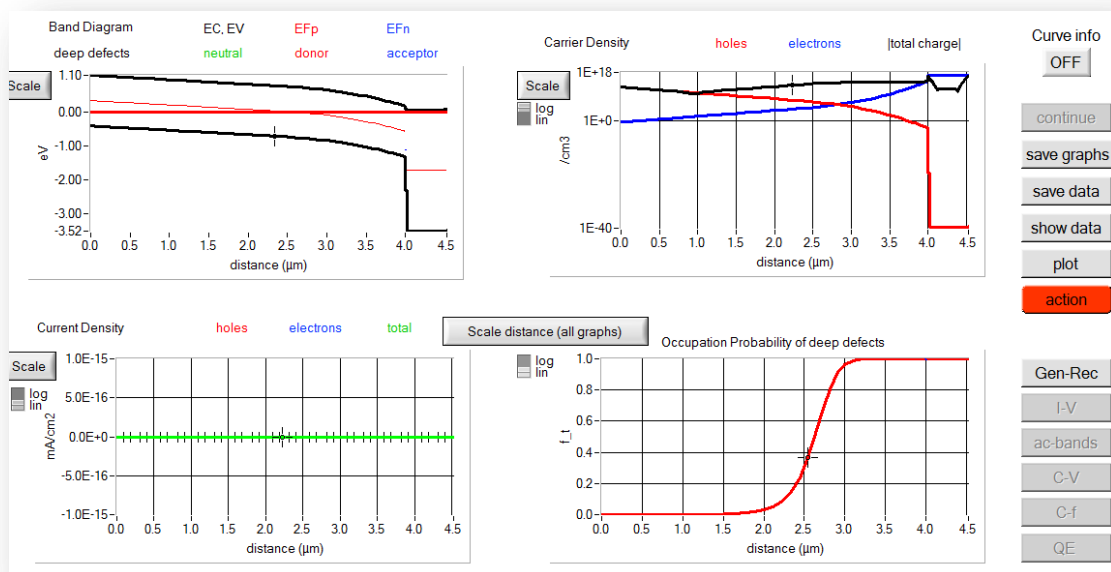 Band Diagram EC, EV EFp EFn
deep defects neutral donor acceptor
Scale
1.10
0.00
-1.00
-2.00
-3.00
-3.52
eV
0.0 0.5 1.0 1.5 2.0 2.5 3.0 3.5 4.0 4.5
distance (µm)
Carrier Density holes electrons |total charge|
Scale
log
lin
1E+18
1E+0
1E-40
/cm3
0.0 0.5 1.0 1.5 2.0 2.5 3.0 3.5 4.0 4.5
distance (µm)
Curve info
OFF
continue
save graphs
save data
show data
plot
action
Current Density holes electrons total
Scale
log
lin
1.0E-15
5.0E-16
0.0E+0
-5.0E-16
-1.0E-15
mA/cm2
0.0 0.5 1.0 1.5 2.0 2.5 3.0 3.5 4.0 4.5
distance (µm)
Scale distance (all graphs)
Occupation Probability of deep defects
log
lin
1.0
0.8
0.6
0.4
0.2
0.0
f_t
0.0 0.5 1.0 1.5 2.0 2.5 3.0 3.5 4.0 4.5
distance (µm)
Gen-Rec
I-V
ac-bands
C-V
C-f
QE